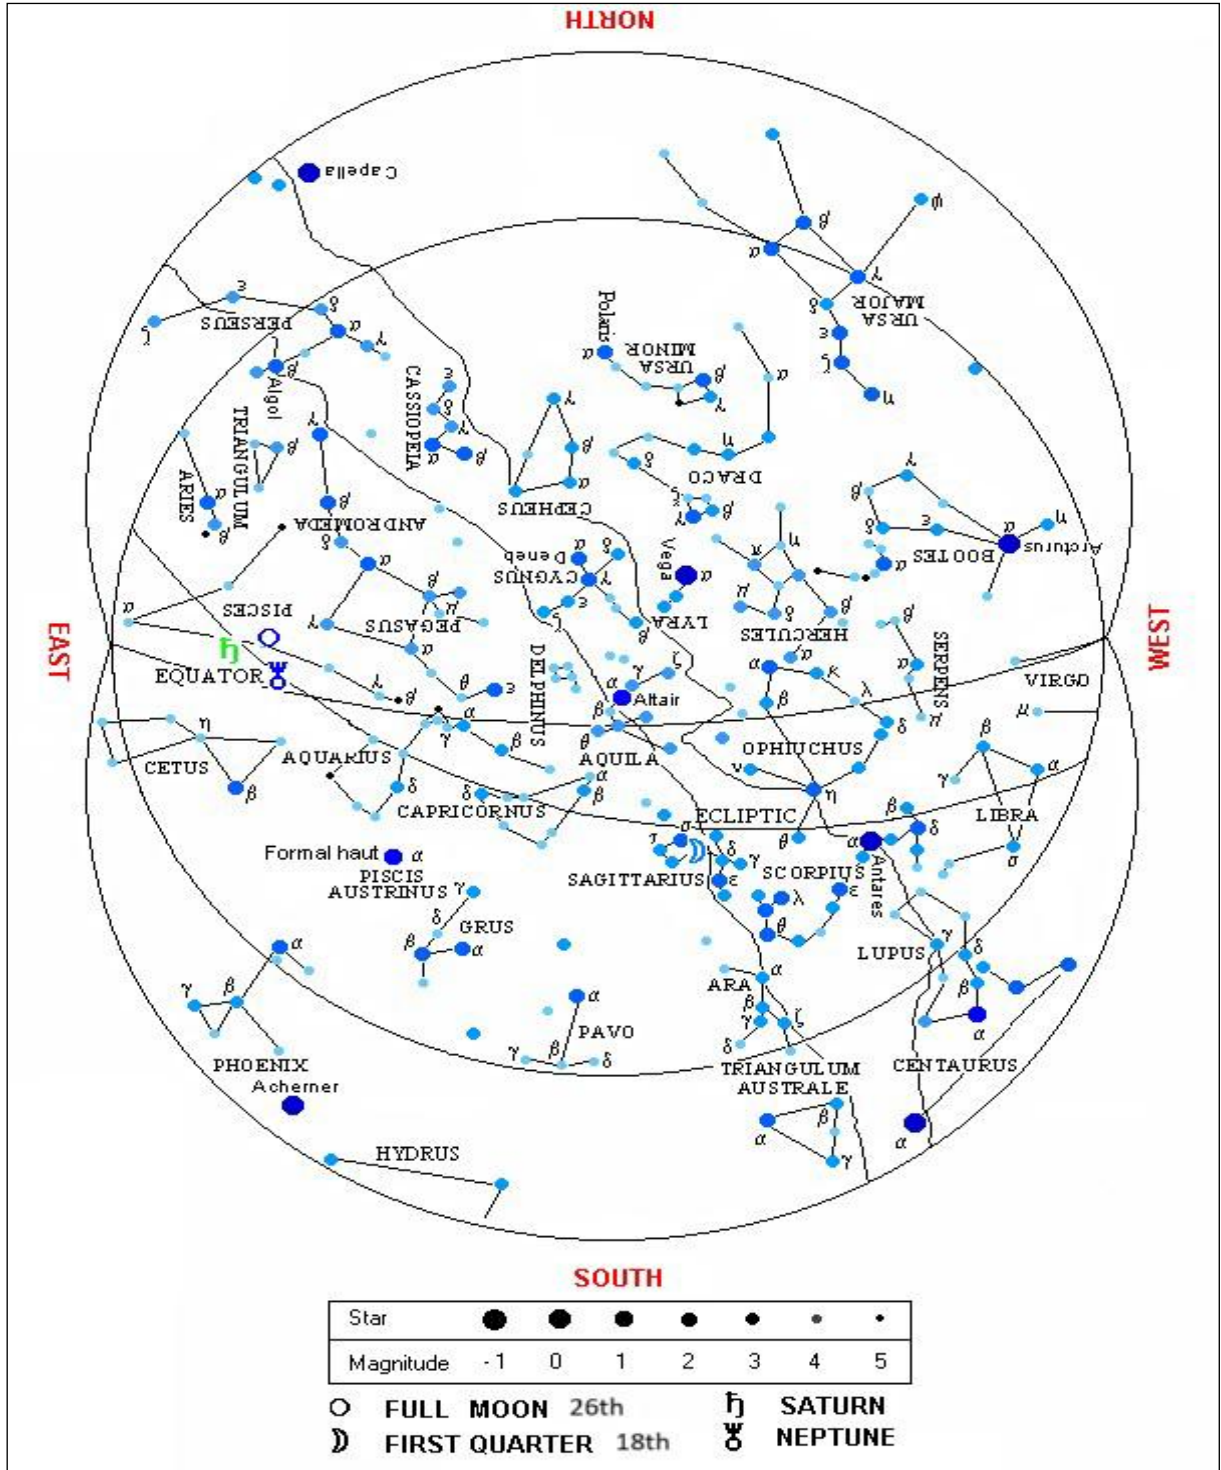 NORTH
Capella
ψ
β
α
γ
URSA
MAJOR
δ
ε
ζ
η
ε
δ
PERSEUS
ζ
α
γ
β
Algol
Polaris
α
URSA
MINOR
β
γ
α
CASSIOPEIA
ε
δ
γ
α
β
γ
β
α
CEPHEUS
TRIANGULUM
β
γ
ARIES
α
β
β
ANDROMEDA
δ
α
η
δ
DRACO
ξ
γ
β
γ
β
δ
ε
α
η
BOOTES
Arcturus
α
Deneb
α
δ
CYGNUS
γ
ε
ζ
β
Vega
α
LYRA
η
π
μ
δ
β
HERCULES
α
β
μ
PEGASUS
γ
α
θ
ε
α
PISCES
EAST
WEST
EQUATOR
λ
β
DELPHINUS
ζ
γ
α
Altair
β
θ
AQUILA
α
κ
β
λ
δ
OPHIUCHUS
ν
η
θ
β
α
SERPENS
μ
VIRGO
μ
β
γ
α
LIBRA
σ
η
CETUS
β
AQUARIUS
γ
α
β
δ
CAPRICORNUS
δ
α
β
ECLIPTIC
Formal haut α
PISCIS
AUSTRINUS
γ
δ
GRUS
β
α
σ
τ
δ
γ
ε
SAGITTARIUS
SCORPIUS
α
Antares
β
δ
λ
ε
θ
LUPUS
γ
δ
β
α
α
β
γ
PHOENIX
Acherner
α
PAVO
γ
β
δ
ARA
α
β
γ
ζ
δ
TRIANGULUM
AUSTRALE
β
α
γ
CENTAURUS
α
HYDRUS
SOUTH
Star
Magnitude -1 0 1 2 3 4 5
FULL MOON 26th
♄ SATURN
FIRST QUARTER 18th
NEPTUNE